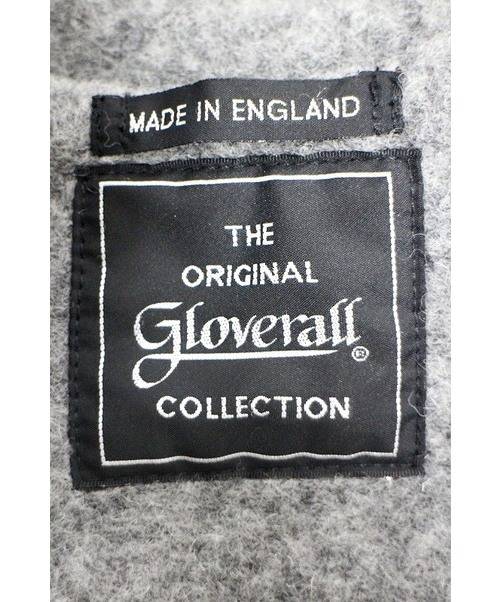 MADE IN ENGLAND
THE
ORIGINAL
Gloverall®
COLLECTION